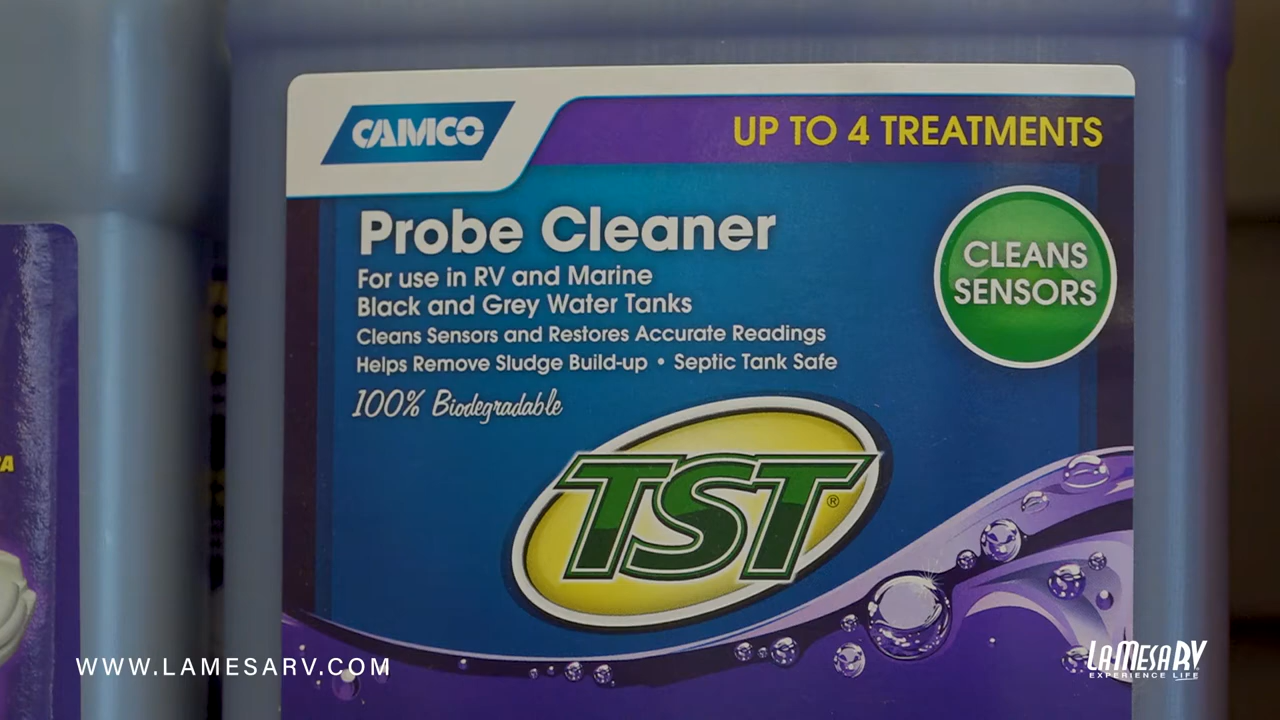 CAMCO
UP TO 4 TREATMENTS
Probe Cleaner
For use in RV and Marine
Black and Grey Water Tanks
Cleans Sensors and Restores Accurate Readings
Helps Remove Sludge Build-up • Septic Tank Safe
100% Biodegradable
CLEANS
SENSORS
TST®
WWW.LAMESARV.COM
LAMESA RV
EXPERIENCE LIFE